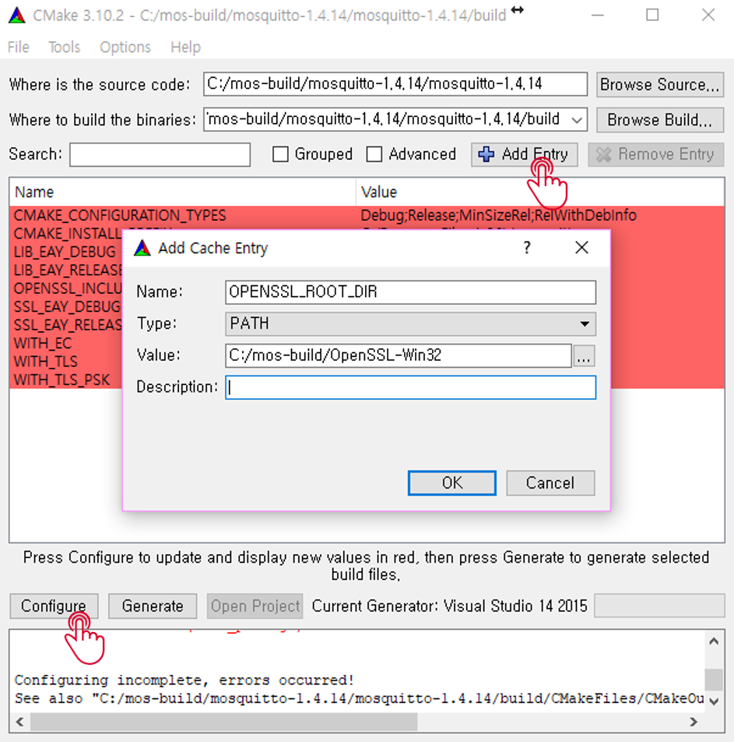 CMake 3.10.2 - C:/mos-build/mosquitto-1.4.14/mosquitto-1.4.14/build
File Tools Options Help
Where is the source code: C:/mos-build/mosquitto-1.4.14/mosquitto-1.4.14 Browse Source...
Where to build the binaries: 'mos-build/mosquitto-1.4.14/mosquitto-1.4.14/build Browse Build...
Search: Grouped Advanced Add Entry Remove Entry
Name Value
CMAKE_CONFIGURATION_TYPES Debug;Release;MinSizeRel;RelWithDebInfo
CMAKE_INSTALL
LIB_EAY_DEBUG
LIB_EAY_RELEASE
OPENSSL_INCLU
SSL_EAY_DEBUG
SSL_EAY_RELEAS
WITH_EC
WITH_TLS
WITH_TLS_PSK
Add Cache Entry ?
Name: OPENSSL_ROOT_DIR
Type: PATH
Value: C:/mos-build/OpenSSL-Win32 ...
Description:
OK Cancel
Press Configure to update and display new values in red, then press Generate to generate selected
build files.
Configure Generate Open Project Current Generator: Visual Studio 14 2015
Configuring incomplete, errors occurred!
See also "C:/mos-build/mosquitto-1.4.14/mosquitto-1.4.14/build/CMakeFiles/CMakeOu